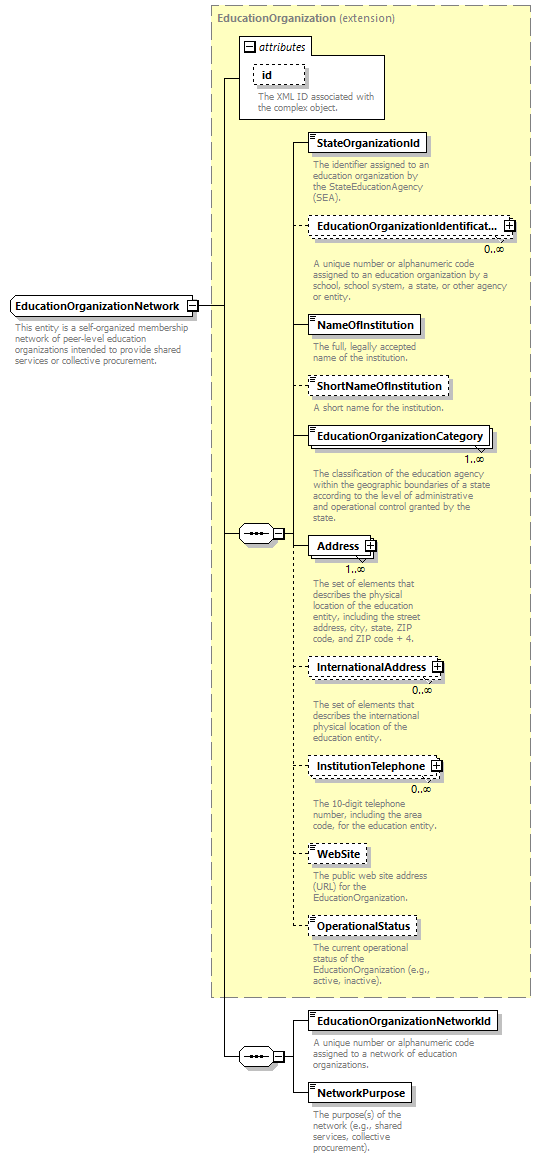 EducationOrganization (extension)
attributes
id
The XML ID associated with
the complex object.
StateOrganizationId
The identifier assigned to an
education organization by
the StateEducationAgency
(SEA).
EducationOrganizationIdentificat...
0..∞
A unique number or alphanumeric code
assigned to an education organization by a
school, school system, a state, or other agency
or entity.
EducationOrganizationNetwork
This entity is a self-organized membership
network of peer-level education
organizations intended to provide shared
services or collective procurement.
NameOfInstitution
The full, legally accepted
name of the institution.
ShortNameOfInstitution
A short name for the institution.
EducationOrganizationCategory
1..∞
The classification of the education agency
within the geographic boundaries of a state
according to the level of administrative
and operational control granted by the
state.
Address
1..∞
The set of elements that
describes the physical
location of the education
entity, including the street
address, city, state, ZIP
code, and ZIP code + 4.
InternationalAddress
0..∞
The set of elements that
describes the international
physical location of the
education entity.
InstitutionTelephone
0..∞
The 10-digit telephone
number, including the area
code, for the education entity.
WebSite
The public web site address
(URL) for the
EducationOrganization.
OperationalStatus
The current operational
status of the
EducationOrganization (e.g.,
active, inactive).
EducationOrganizationNetworkId
A unique number or alphanumeric code
assigned to a network of education
organizations.
NetworkPurpose
The purpose(s) of the
network (e.g., shared
services, collective
procurement).